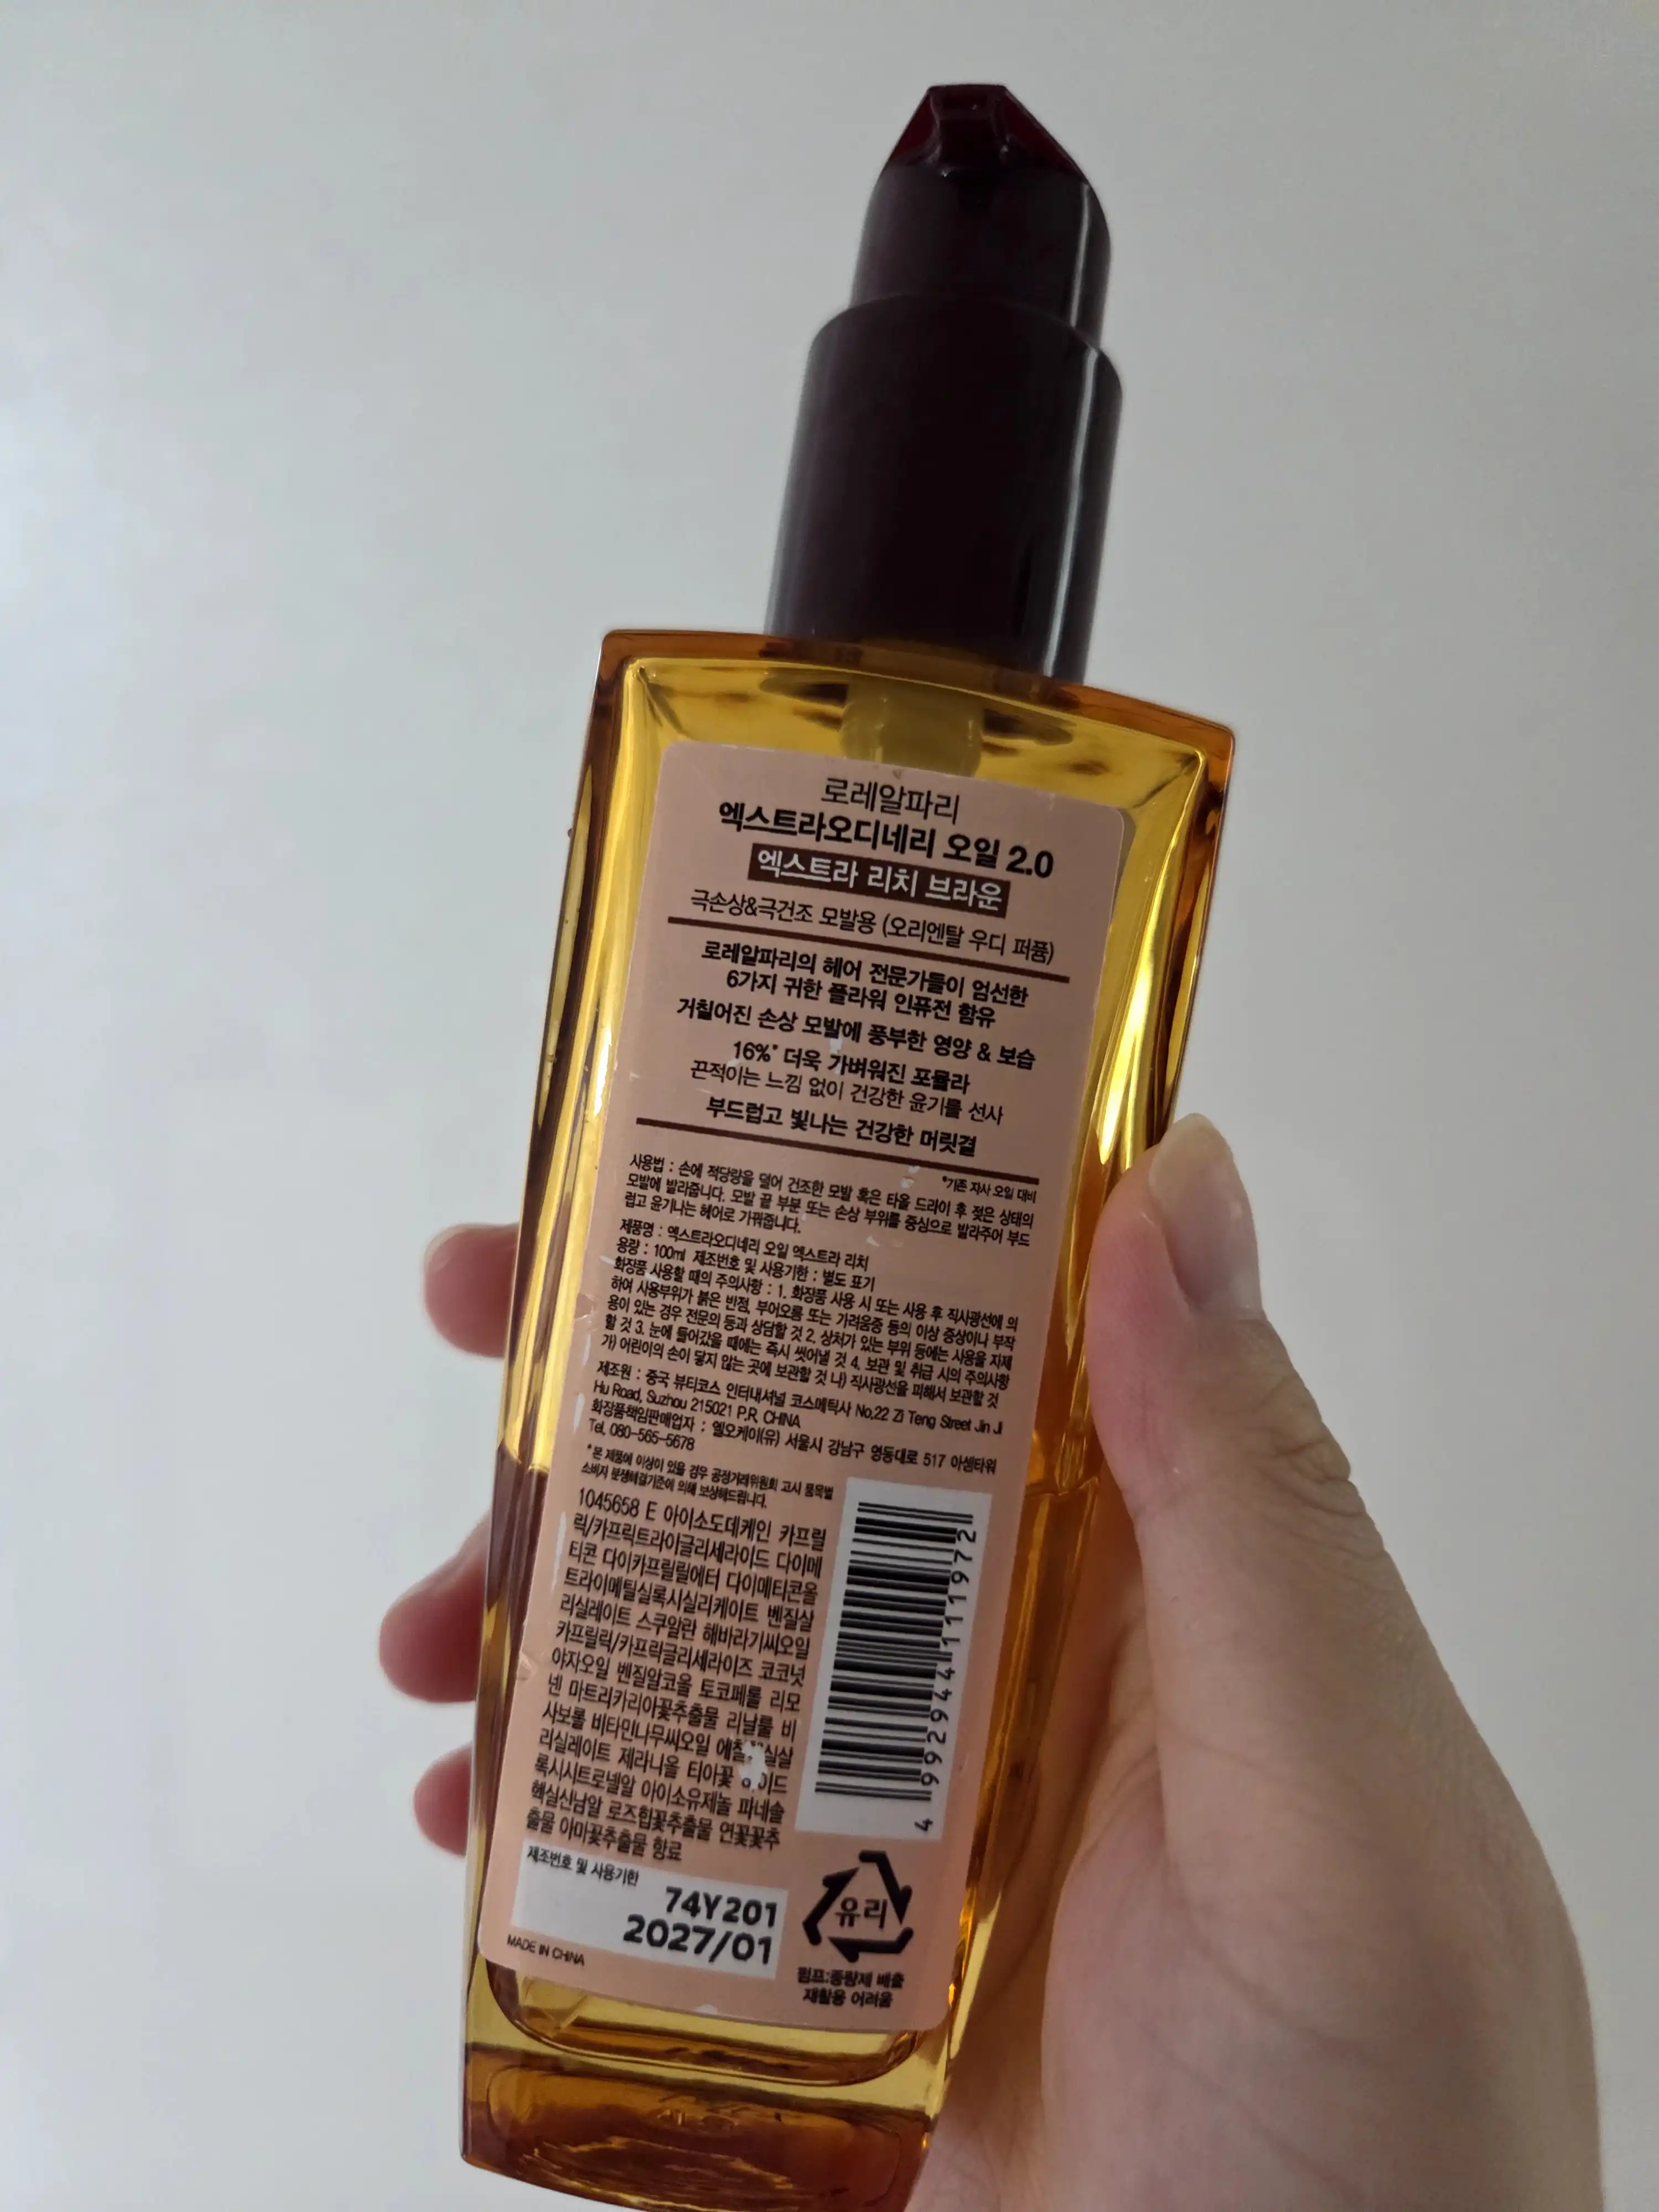 로레알파리
엑스트라오디네리 오일 2.0
엑스트라 리치 브라운
극손상&극건조 모발용 (오리엔탈 우디 퍼퓸)
로레알파리의 헤어 전문가들이 엄선한
6가지 귀한 플라워 인퓨전 함유
거칠어진 손상 모발에 풍부한 영양 & 보습
16%* 더욱 가벼워진 포뮬라
끈적이는 느낌 없이 건강한 윤기를 선사
부드럽고 빛나는 건강한 머릿결
*기존 자사 오일 대비
사용법 : 손에 적당량을 덜어 건조한 모발 혹은 타올 드라이 후 젖은 상태의
모발에 발라줍니다. 모발 끝 부분 또는 손상 부위를 중심으로 발라주어 부드
럽고 윤기나는 헤어로 가꿔줍니다.
제품명 : 엑스트라오디네리 오일 엑스트라 리치
용량 : 100ml 제조번호 및 사용기한 : 별도 표기
화장품 사용할 때의 주의사항 : 1. 화장품 사용 시 또는 사용 후 직사광선에 의
하여 사용부위가 붉은 반점, 부어오름 또는 가려움증 등의 이상 증상이나 부작
용이 있는 경우 전문의 등과 상담할 것 2. 상처가 있는 부위 등에는 사용을 자제
할 것 3. 눈에 들어갔을 때에는 즉시 씻어낼 것 4. 보관 및 취급 시의 주의사항
가) 어린이의 손이 닿지 않는 곳에 보관할 것 나) 직사광선을 피해서 보관할 것
제조원 : 중국 뷰티코스 인터내셔널 코스메틱사 No.22 Zi Teng Street Jin Ji
Hu Road, Suzhou 215021 P.R. CHINA
화장품책임판매업자 : 엘오케이(유) 서울시 강남구 영동대로 517 아셈타워
Tel. 080-565-5678
*본 제품에 이상이 있을 경우 공정거래위원회 고시 품목별
소비자 분쟁해결기준에 의해 보상해드립니다.
1045658 E 아이소도데케인 카프릴
릭/카프릭트라이글리세라이드 다이메
티콘 다이카프릴릴에터 다이메티콘올
트라이메틸실록시실리케이트 벤질살
리실레이트 스쿠알란 해바라기씨오일
카프릴릭/카프릭글리세라이즈 코코넛
야자오일 벤질알코올 토코페롤 리모
넨 마트리카리아꽃추출물 리날룰 비
사보롤 비타민나무씨오일 에칠헥실살
리실레이트 제라니올 티아꽃 하이드
록시시트로넬알 아이소유제놀 파네솔
헥실신남알 로즈힙꽃추출물 연꽃꽃추
출물 아마꽃추출물 향료
4992944111972
제조번호 및 사용기한
74Y201
2027/01
MADE IN CHINA
유리
펌프:종량제 배출
재활용 어려움